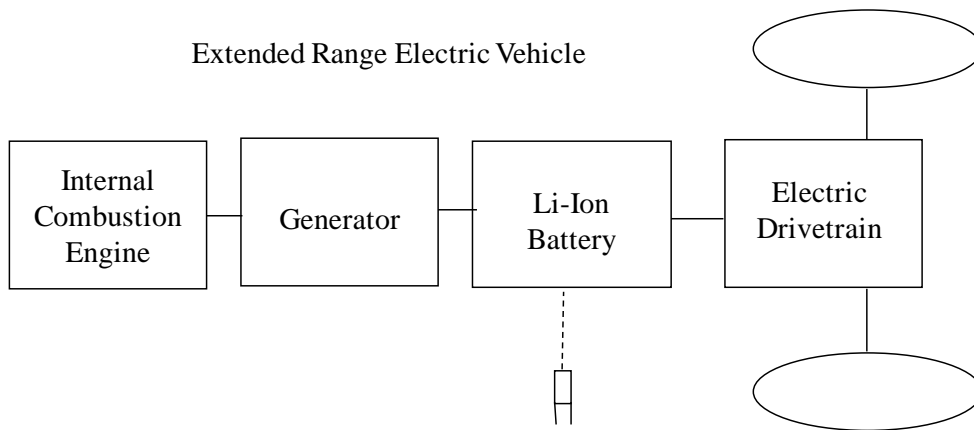 Extended Range Electric Vehicle
Internal
Combustion
Engine
Generator
Li-Ion
Battery
Electric
Drivetrain